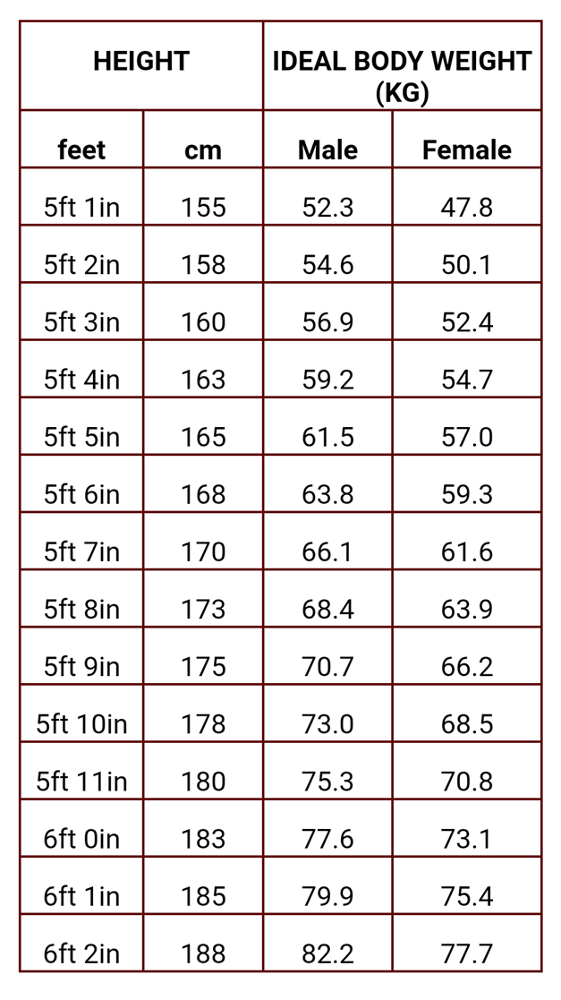 HEIGHT IDEAL BODY WEIGHT
(KG)
feet cm Male Female
5ft 1in 155 52.3 47.8
5ft 2in 158 54.6 50.1
5ft 3in 160 56.9 52.4
5ft 4in 163 59.2 54.7
5ft 5in 165 61.5 57.0
5ft 6in 168 63.8 59.3
5ft 7in 170 66.1 61.6
5ft 8in 173 68.4 63.9
5ft 9in 175 70.7 66.2
5ft 10in 178 73.0 68.5
5ft 11in 180 75.3 70.8
6ft 0in 183 77.6 73.1
6ft 1in 185 79.9 75.4
6ft 2in 188 82.2 77.7